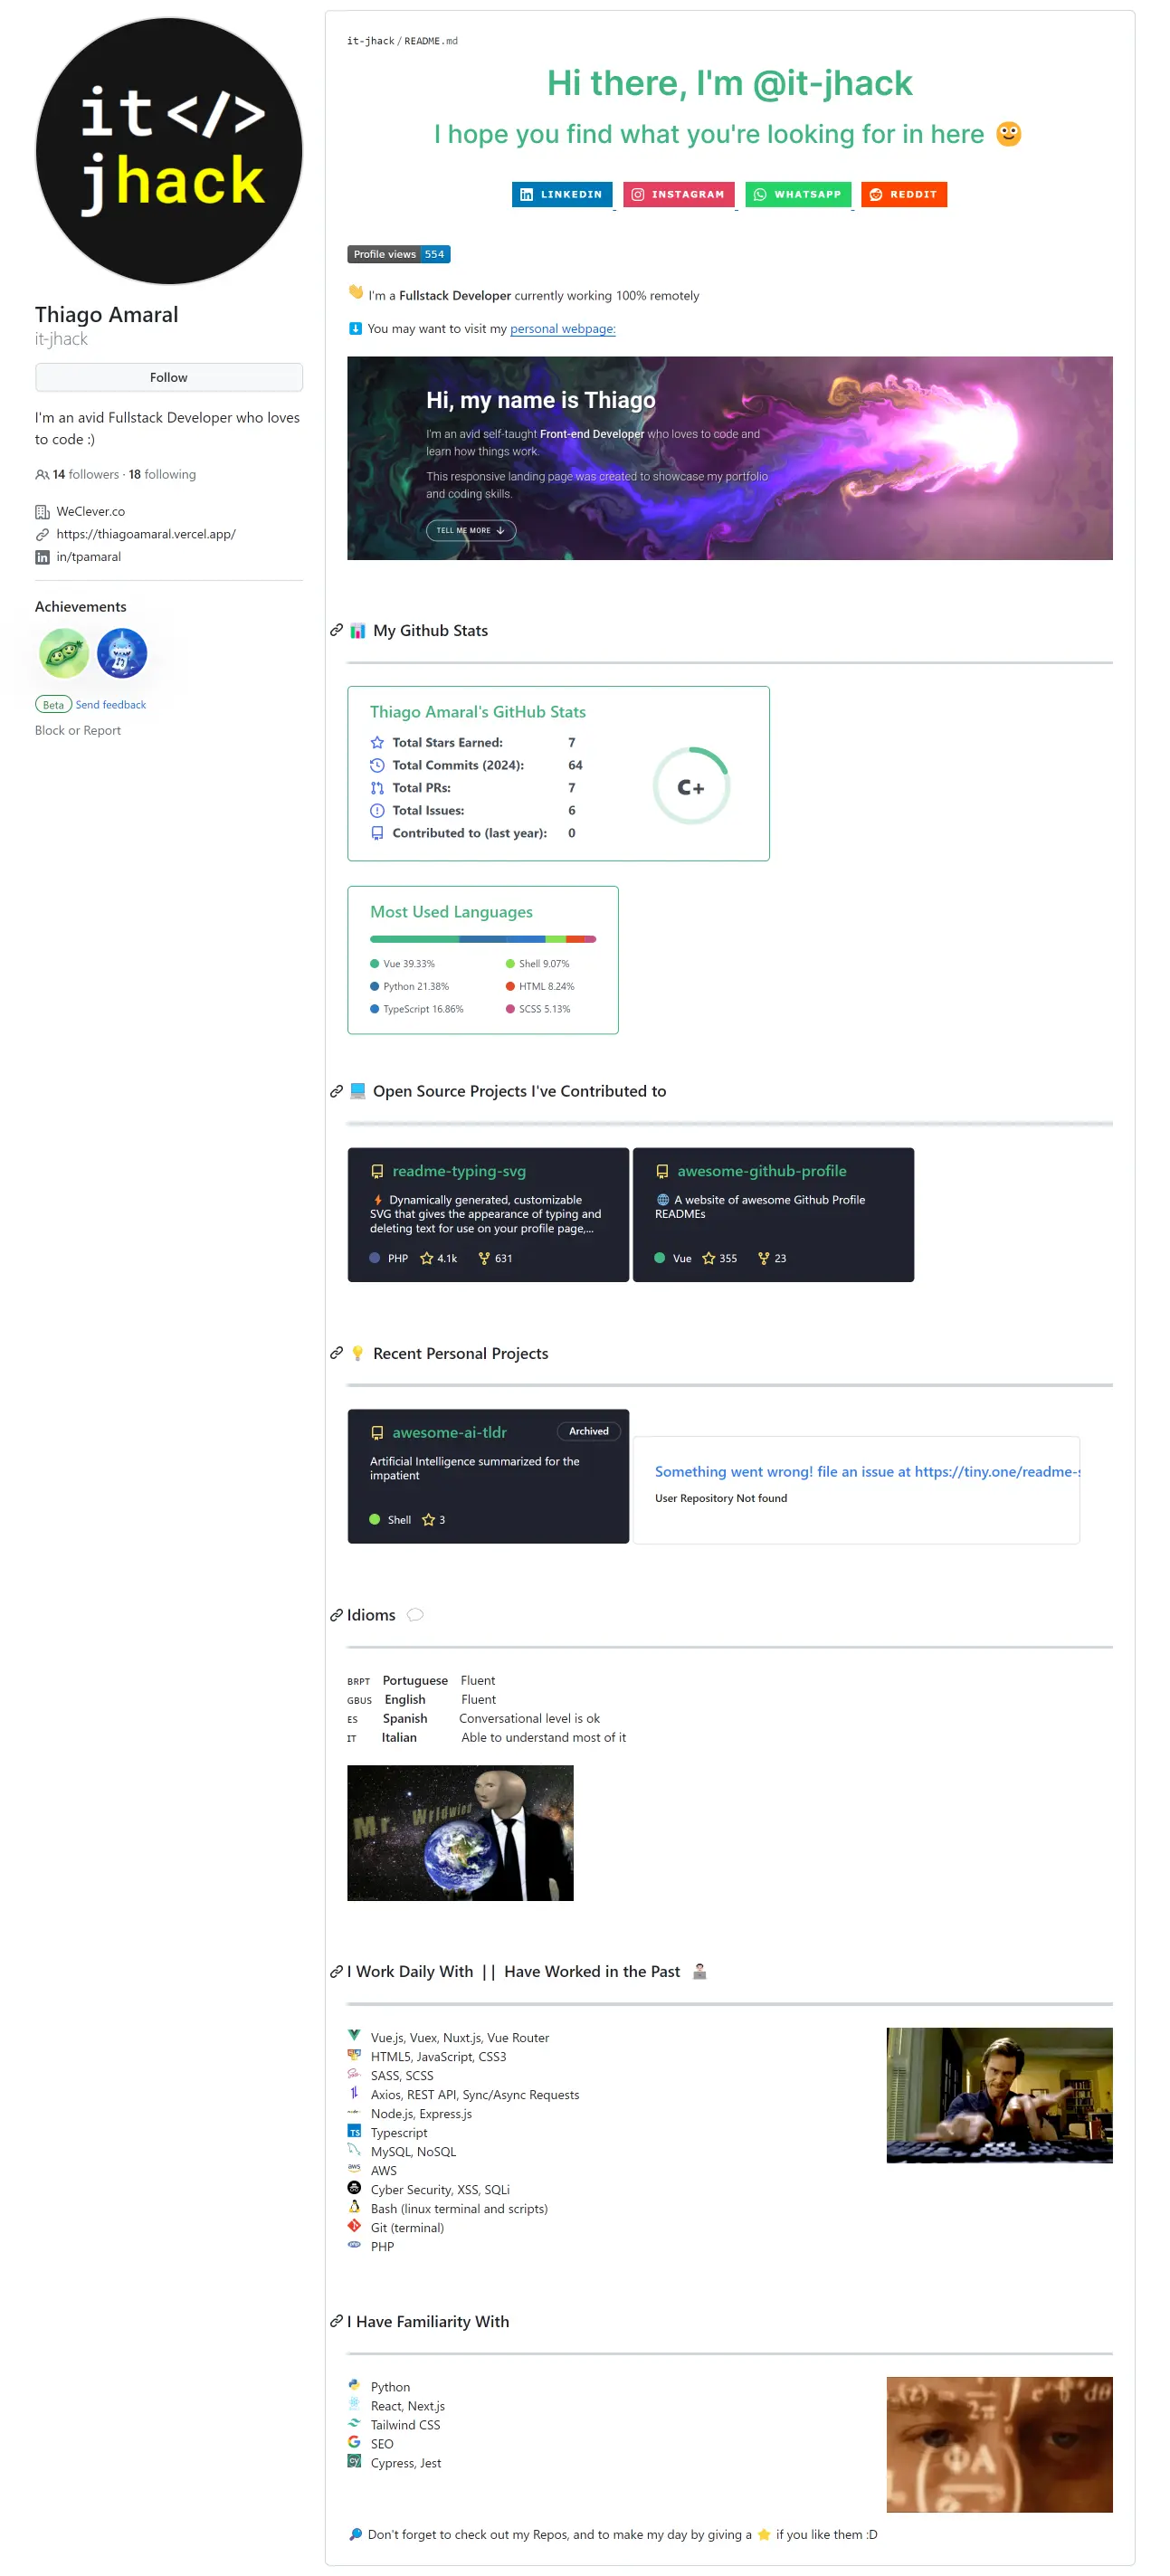 it </>
jhack
Thiago Amaral
it-jhack
Follow
I'm an avid Fullstack Developer who loves
to code :)
14 followers · 18 following
WeClever.co
https://thiagoamaral.vercel.app/
in/tpamaral
Achievements
Beta Send feedback
Block or Report
it-jhack / README.md
Hi there, I'm @it-jhack
I hope you find what you're looking for in here
LINKEDIN INSTAGRAM WHATSAPP REDDIT
Profile views 554
I'm a Fullstack Developer currently working 100% remotely
You may want to visit my personal webpage:
Hi, my name is Thiago
I'm an avid self-taught Front-end Developer who loves to code and
learn how things work.
This responsive landing page was created to showcase my portfolio
and coding skills.
TELL ME MORE
My Github Stats
Thiago Amaral's GitHub Stats
Total Stars Earned: 7
Total Commits (2024): 64
Total PRs: 7
Total Issues: 6
Contributed to (last year): 0
C+
Most Used Languages
Vue 39.33%
Python 21.38%
TypeScript 16.86%
Shell 9.07%
HTML 8.24%
SCSS 5.13%
Open Source Projects I've Contributed to
readme-typing-svg
Dynamically generated, customizable
SVG that gives the appearance of typing and
deleting text for use on your profile page,...
PHP 4.1k 631
awesome-github-profile
A website of awesome Github Profile
READMEs
Vue 355 23
Recent Personal Projects
awesome-ai-tldr Archived
Artificial Intelligence summarized for the
impatient
Shell 3
Something went wrong! file an issue at https://tiny.one/readme-s
User Repository Not found
Idioms
BRPT Portuguese Fluent
GBUS English Fluent
ES Spanish Conversational level is ok
IT Italian Able to understand most of it
Mr. Wrldwide
I Work Daily With || Have Worked in the Past
Vue.js, Vuex, Nuxt.js, Vue Router
HTML5, JavaScript, CSS3
SASS, SCSS
Axios, REST API, Sync/Async Requests
Node.js, Express.js
TS Typescript
MySQL, NoSQL
aws AWS
Cyber Security, XSS, SQLi
Bash (linux terminal and scripts)
Git (terminal)
php PHP
I Have Familiarity With
Python
React, Next.js
Tailwind CSS
SEO
cy Cypress, Jest
Don't forget to check out my Repos, and to make my day by giving a ⭐ if you like them :D